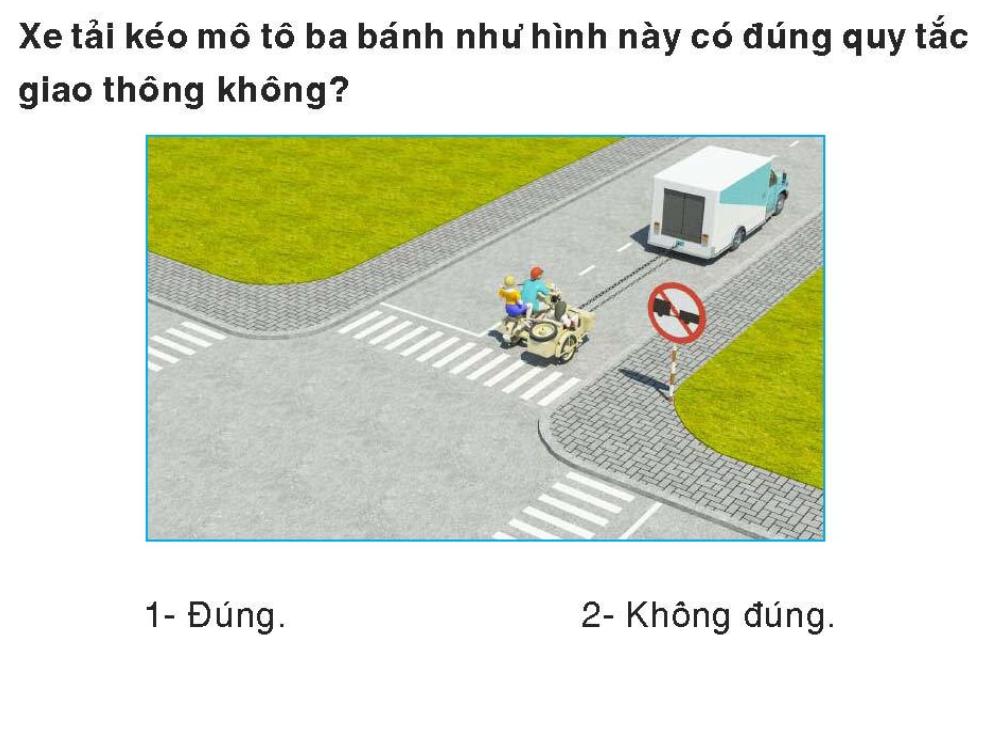 Xe tải kéo mô tô ba bánh như hình này có đúng quy tắc
giao thông không?
1- Đúng.
2- Không đúng.